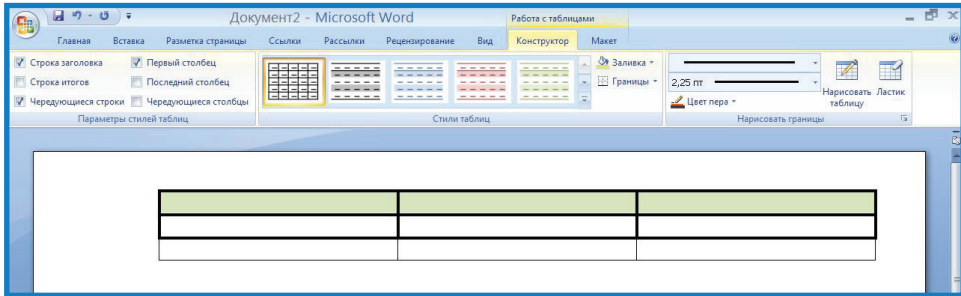 Документ2 - Microsoft Word
Работа с таблицами
Главная Вставка Разметка страницы Ссылки Рассылки Рецензирование Вид Конструктор Макет
Строка заголовка Первый столбец Заливка
Строка итогов Последний столбец Границы 2,25 пт
Чередующиеся строки Чередующиеся столбцы Цвет пера
Нарисовать таблицу Ластик
Параметры стилей таблиц Стили таблиц Нарисовать границы